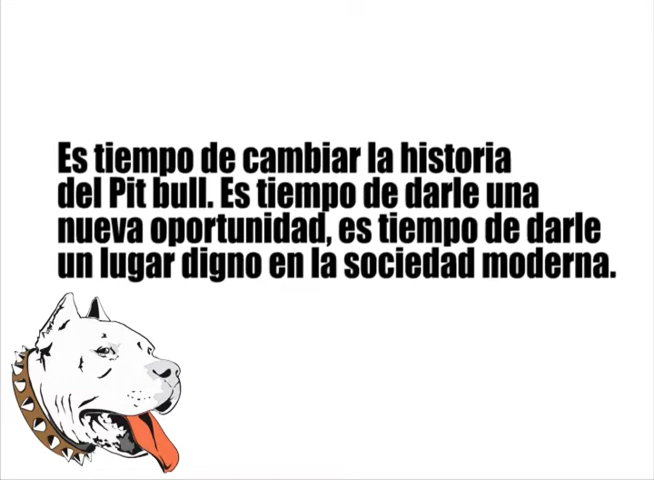 Es tiempo de cambiar la historia
del Pit bull. Es tiempo de darle una
nueva oportunidad, es tiempo de darle
un lugar digno en la sociedad moderna.